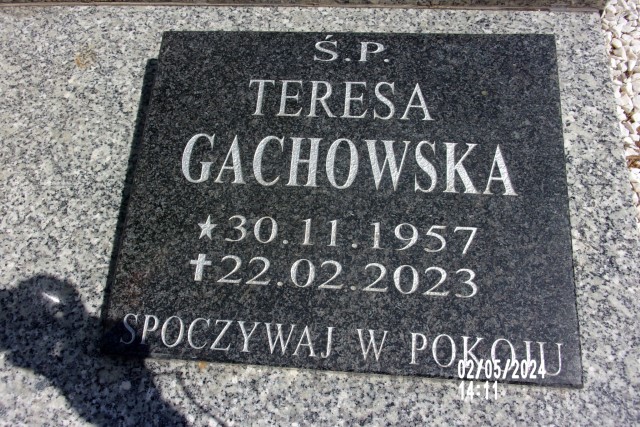 Ś.P.
TERESA
GACHOWSKA
★30.11.1957
✝22.02.2023
SPOCZYWAJ W POKOJU
02/05/2024
14:11